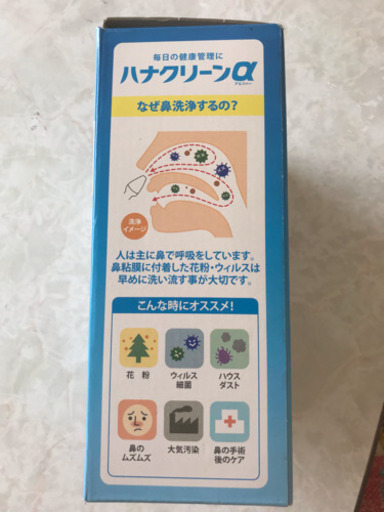 毎日の健康管理に
ハナクリーンα
アルファー
なぜ鼻洗浄するの？
洗浄
イメージ
人は主に鼻で呼吸をしています。
鼻粘膜に付着した花粉・ウィルスは
早めに洗い流す事が大切です。
こんな時にオススメ！
花 粉
ウィルス
細菌
ハウス
ダスト
鼻の
ムズムズ
大気汚染
鼻の手術
後のケア